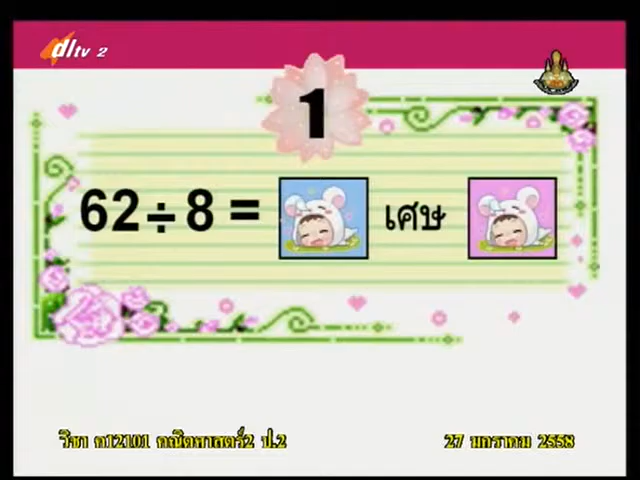 dltv 2
1
62÷8 = เศษ
วิชา ค12101 คณิตศาสตร์2 ป.2
27 มกราคม 2558